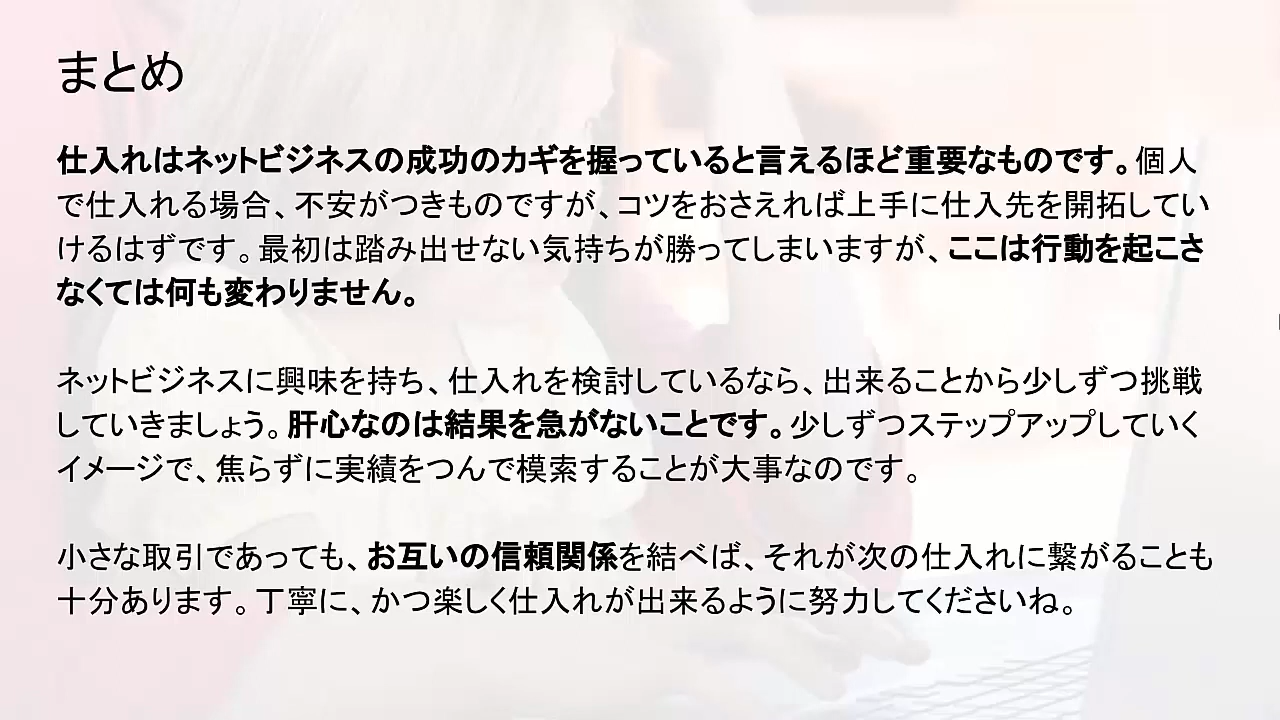 まとめ
仕入れはネットビジネスの成功のカギを握っていると言えるほど重要なものです。個人
で仕入れる場合、不安がつきものですが、コツをおさえれば上手に仕入先を開拓してい
けるはずです。最初は踏み出せない気持ちが勝ってしまいますが、ここは行動を起こさ
なくては何も変わりません。
ネットビジネスに興味を持ち、仕入れを検討しているなら、出来ることから少しずつ挑戦
していきましょう。肝心なのは結果を急がないことです。少しずつステップアップしていく
イメージで、焦らずに実績をつんで模索することが大事なのです。
小さな取引であっても、お互いの信頼関係を結べば、それが次の仕入れに繋がることも
十分あります。丁寧に、かつ楽しく仕入れが出来るように努力してくださいね。